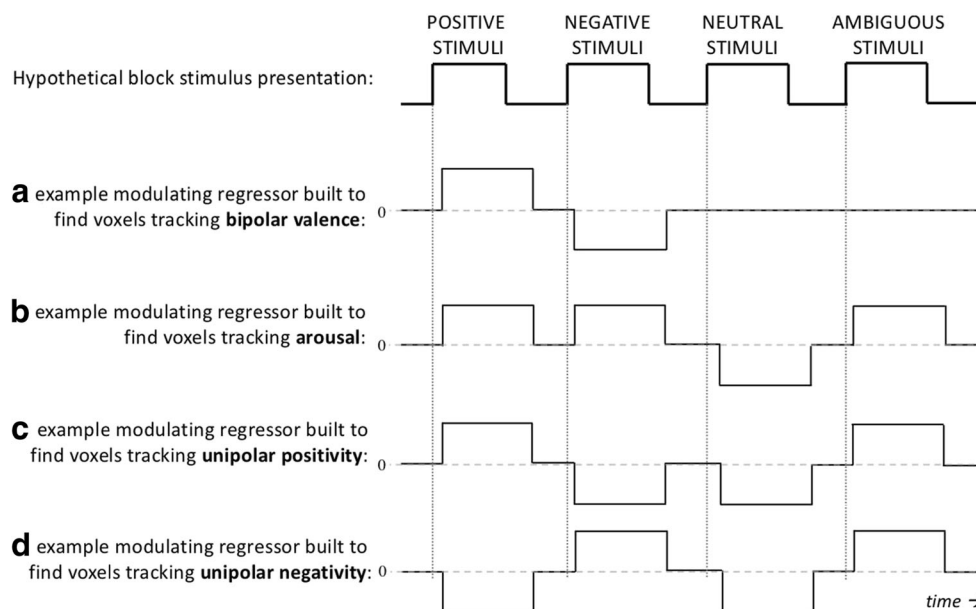 POSITIVE STIMULI
NEGATIVE STIMULI
NEUTRAL STIMULI
AMBIGUOUS STIMULI
Hypothetical block stimulus presentation:
a example modulating regressor built to
find voxels tracking bipolar valence:
0
b example modulating regressor built to
find voxels tracking arousal:
0
c example modulating regressor built to
find voxels tracking unipolar positivity:
0
d example modulating regressor built to
find voxels tracking unipolar negativity:
0
time